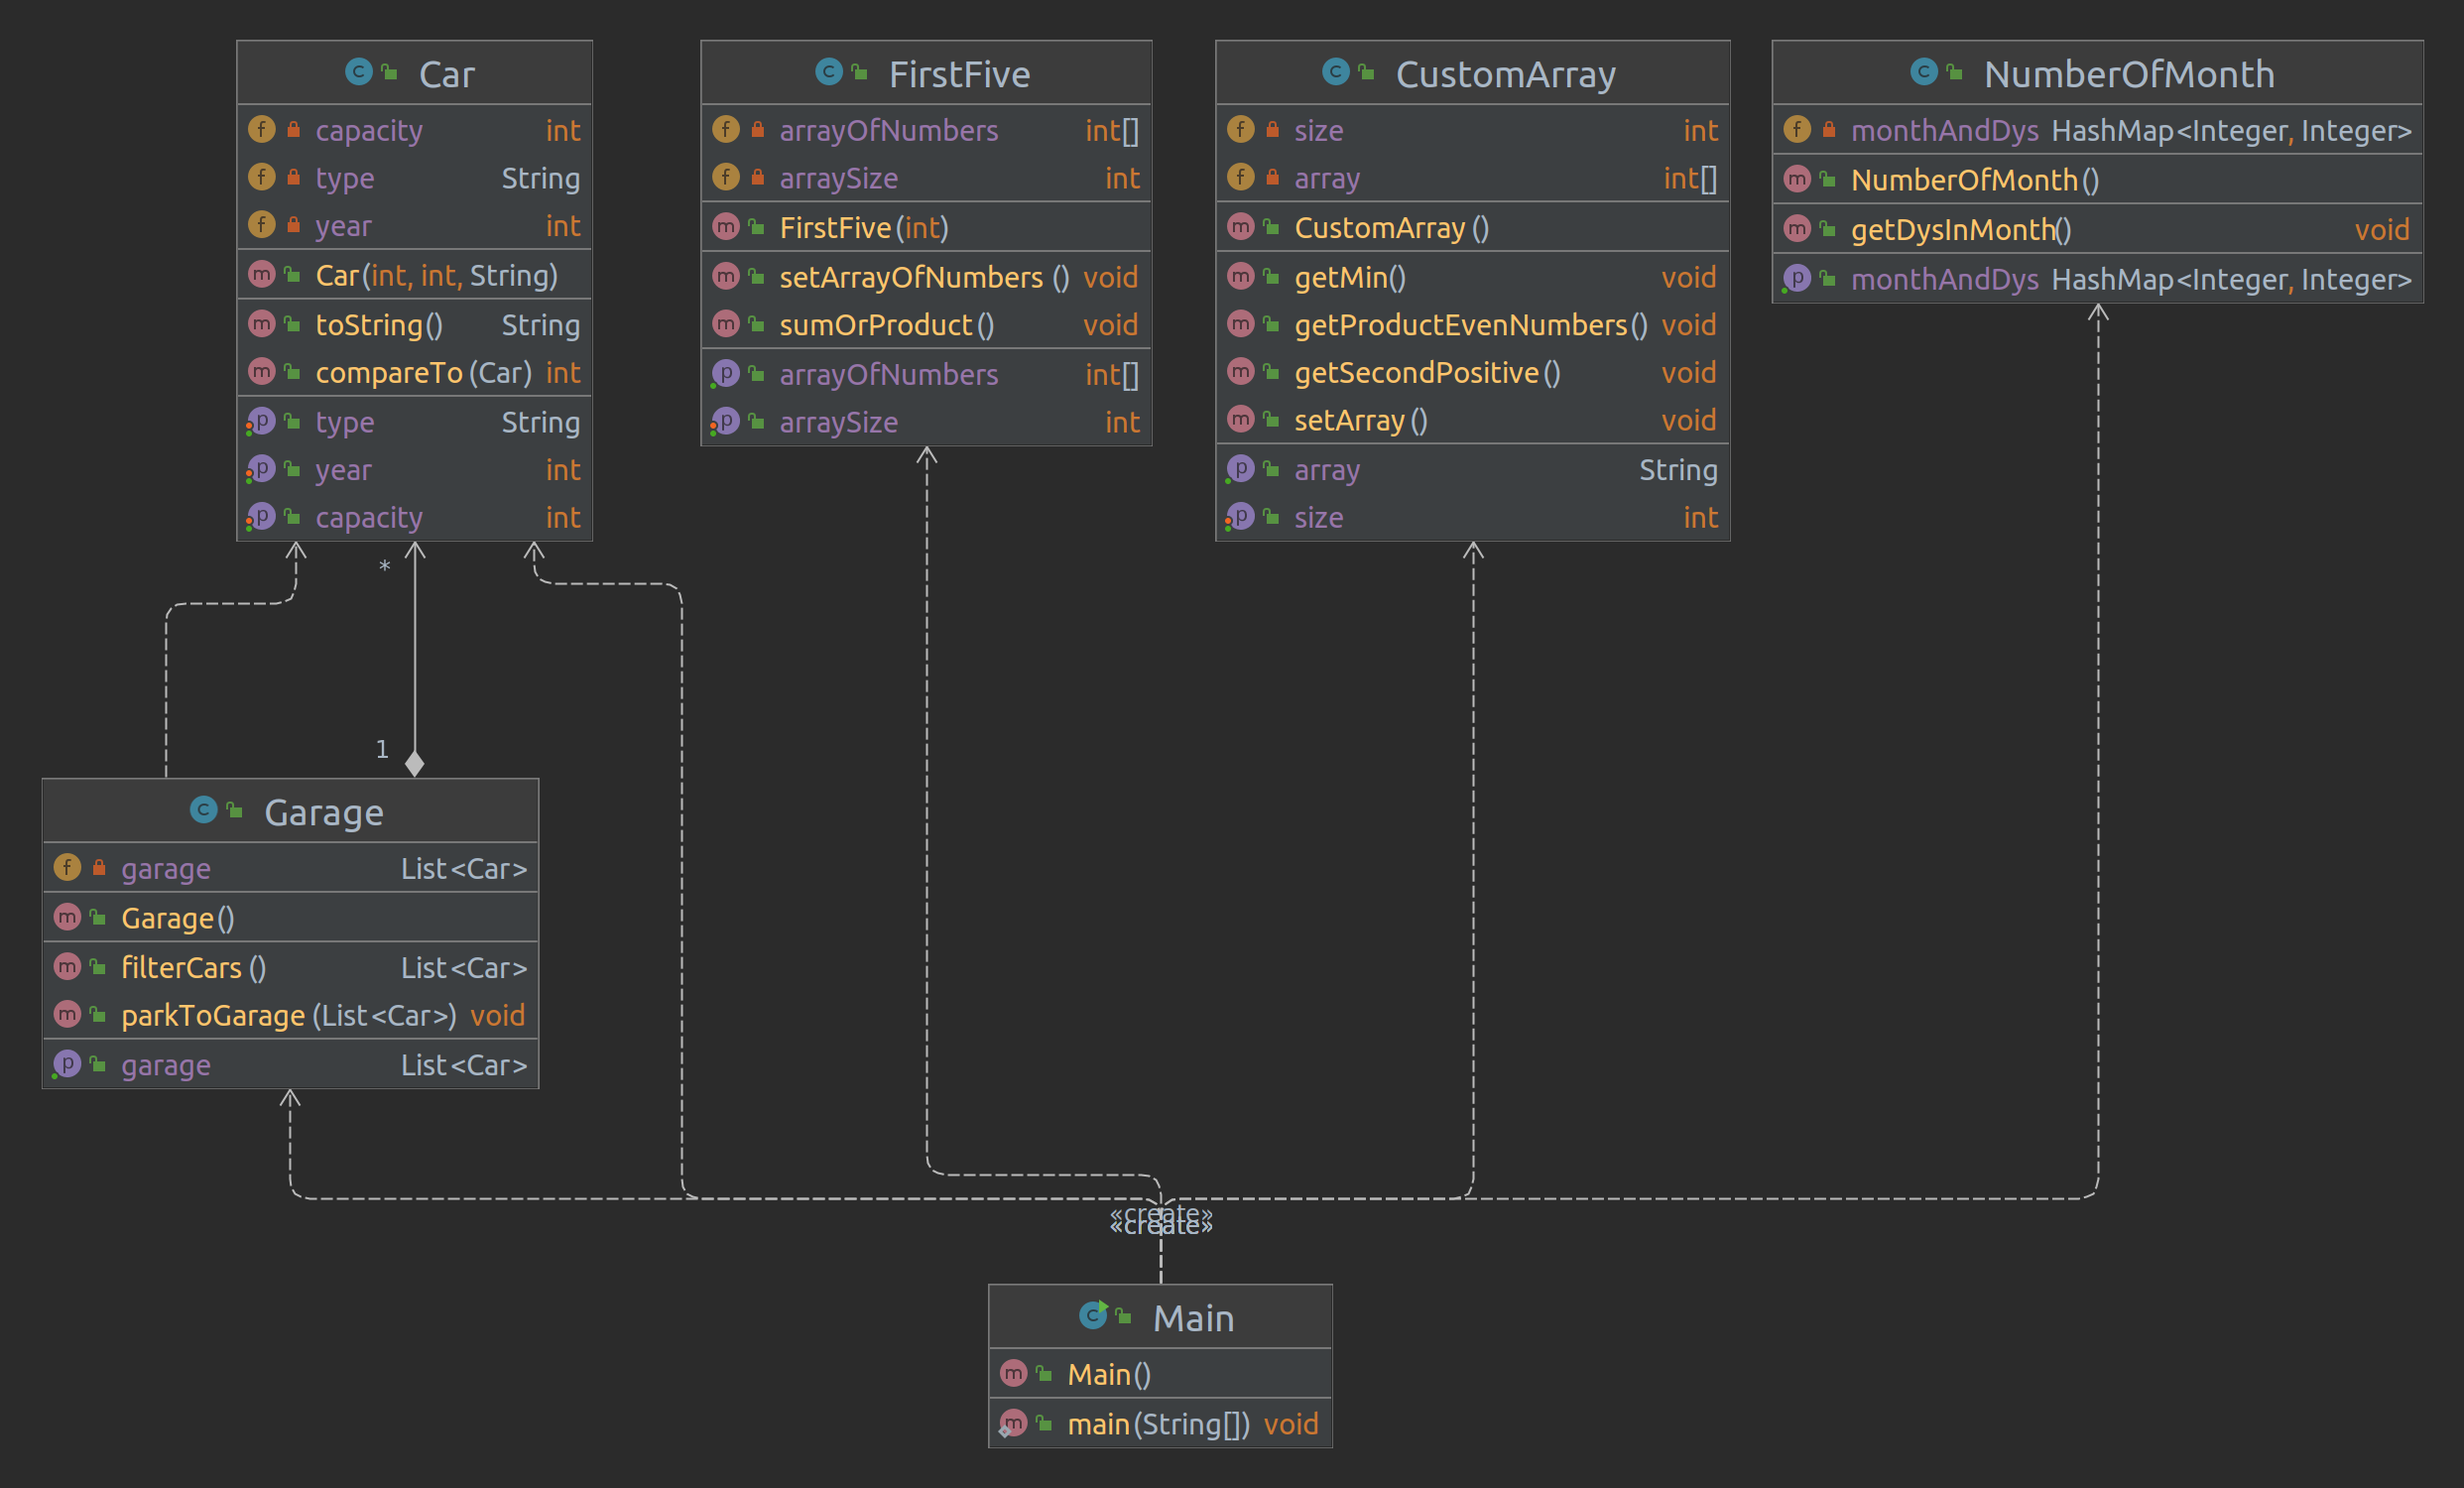 Car
capacity int
type String
year int
Car(int, int, String)
toString() String
compareTo(Car) int
type String
year int
capacity int
FirstFive
arrayOfNumbers int[]
arraySize int
FirstFive(int)
setArrayOfNumbers() void
sumOrProduct() void
arrayOfNumbers int[]
arraySize int
CustomArray
size int
array int[]
CustomArray()
getMin() void
getProductEvenNumbers() void
getSecondPositive() void
setArray() void
array String
size int
NumberOfMonth
monthAndDys HashMap<Integer, Integer>
NumberOfMonth()
getDysInMonth() void
monthAndDys HashMap<Integer, Integer>
*
1
Garage
garage List<Car>
Garage()
filterCars() List<Car>
parkToGarage(List<Car>) void
garage List<Car>
«create»
«create»
Main
Main()
main(String[]) void